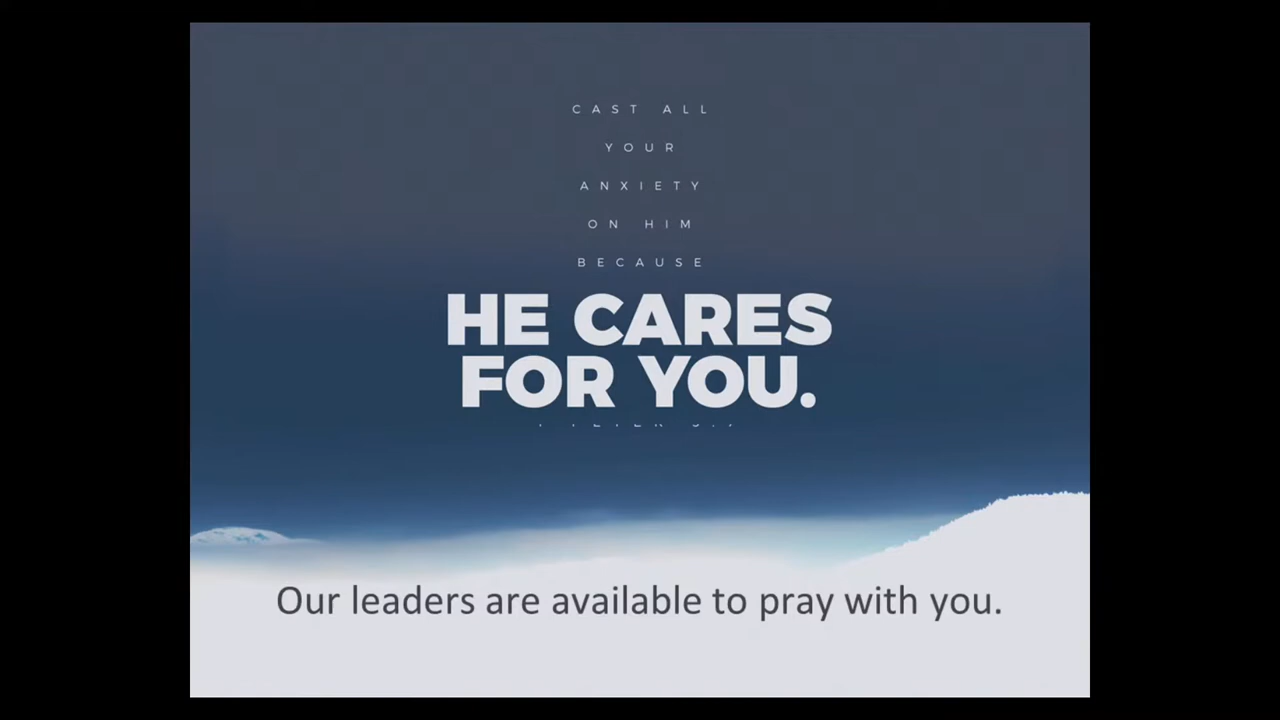 CAST ALL
YOUR
ANXIETY
ON HIM
BECAUSE
HE CARES
FOR YOU.
Our leaders are available to pray with you.